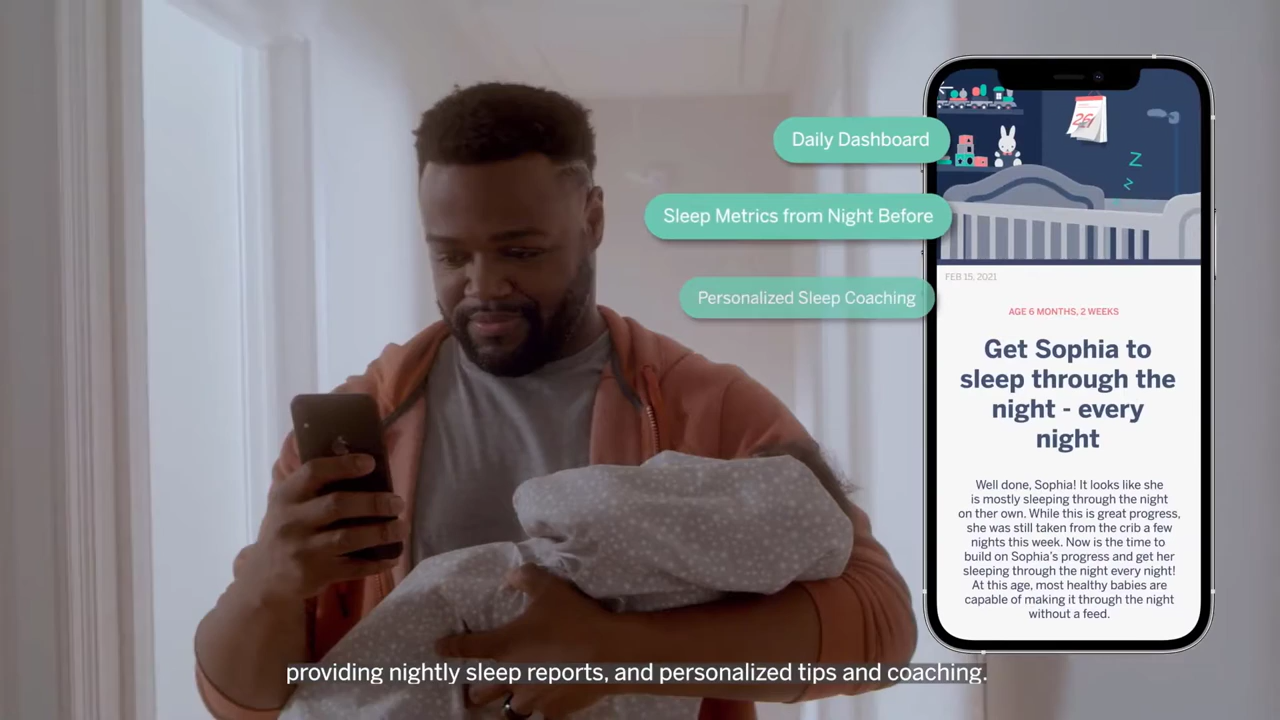 Daily Dashboard
Sleep Metrics from Night Before
Personalized Sleep Coaching
26
FEB 15, 2021
AGE 6 MONTHS, 2 WEEKS
Get Sophia to
sleep through the
night - every
night
Well done, Sophia! It looks like she
is mostly sleeping through the night
on ther own. While this is great progress,
she was still taken from the crib a few
nights this week. Now is the time to
build on Sophia's progress and get her
sleeping through the night every night!
At this age, most healthy babies are
capable of making it through the night
without a feed.
Z
Z
providing nightly sleep reports, and personalized tips and coaching.